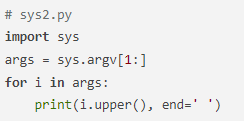 # sys2.py
import sys
args = sys.argv[1:]
for i in args:
    print(i.upper(), end=' ')